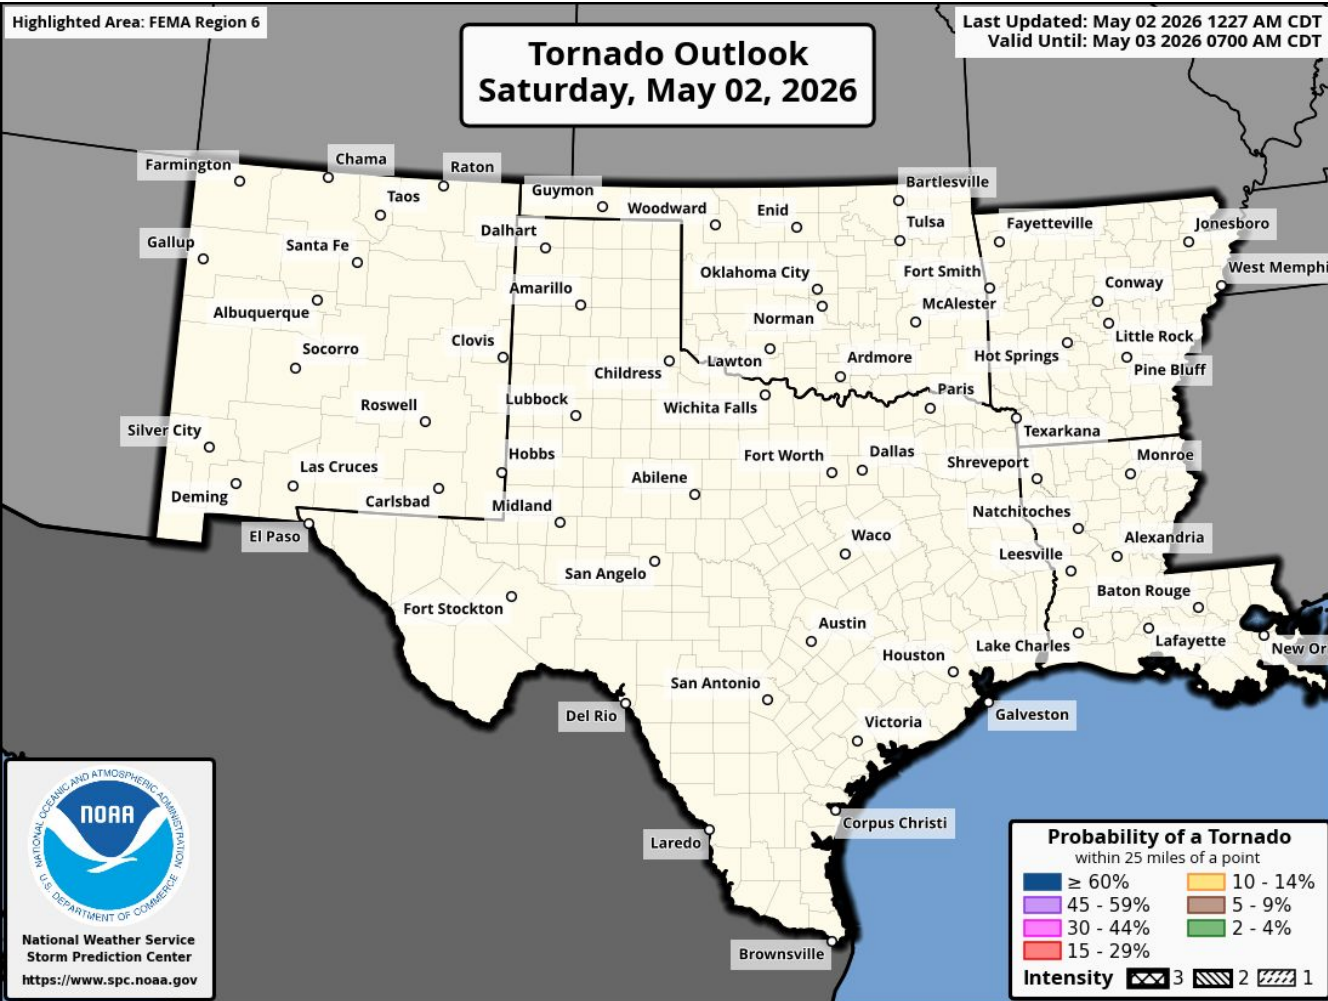 Highlighted Area: FEMA Region 6
Last Updated: May 02 2026 1227 AM CDT
Valid Until: May 03 2026 0700 AM CDT
Tornado Outlook
Saturday, May 02, 2026
Farmington
Chama
Raton
Taos
Guymon
Woodward
Enid
Bartlesville
Tulsa
Fayetteville
Jonesboro
Gallup
Santa Fe
Dalhart
Oklahoma City
Fort Smith
West Memphi
Amarillo
Conway
Albuquerque
Norman
McAlester
Socorro
Clovis
Childress
Lawton
Ardmore
Hot Springs
Little Rock
Pine Bluff
Roswell
Lubbock
Wichita Falls
Paris
Silver City
Texarkana
Las Cruces
Hobbs
Abilene
Fort Worth
Dallas
Shreveport
Monroe
Deming
Carlsbad
Midland
Natchitoches
El Paso
Waco
Leesville
Alexandria
San Angelo
Fort Stockton
Baton Rouge
Austin
Houston
Lake Charles
Lafayette
New Or
San Antonio
Del Rio
Victoria
Galveston
Corpus Christi
Laredo
Brownsville
NATIONAL OCEANIC AND ATMOSPHERIC ADMINISTRATION
NOAA
U.S. DEPARTMENT OF COMMERCE
National Weather Service
Storm Prediction Center
https://www.spc.noaa.gov
Probability of a Tornado
within 25 miles of a point
≥ 60%
10 - 14%
45 - 59%
5 - 9%
30 - 44%
2 - 4%
15 - 29%
Intensity 3 2 1